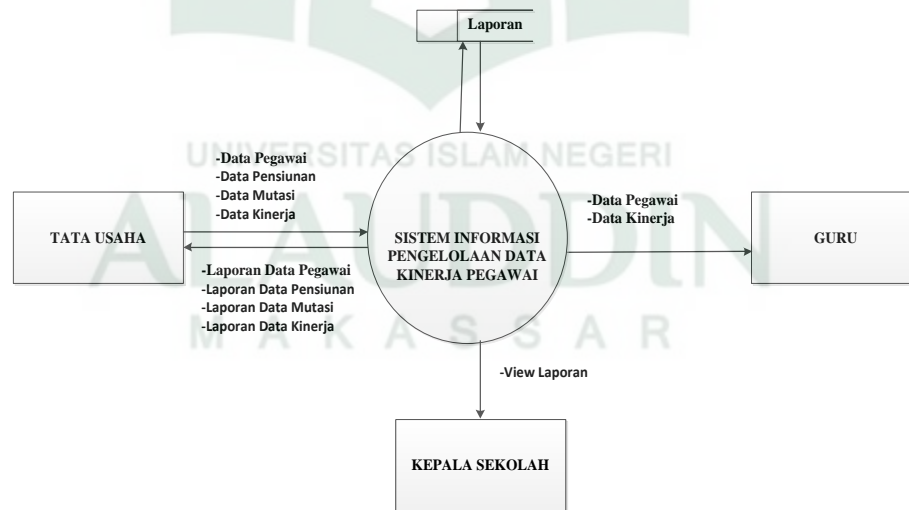 Laporan
UNIVERSITAS ISLAM NEGERI
ALAUDDIN
MAKASSAR
-Data Pegawai
-Data Pensiunan
-Data Mutasi
-Data Kinerja
TATA USAHA
-Laporan Data Pegawai
-Laporan Data Pensiunan
-Laporan Data Mutasi
-Laporan Data Kinerja
SISTEM INFORMASI
PENGELOLAAN DATA
KINERJA PEGAWAI
-Data Pegawai
-Data Kinerja
GURU
-View Laporan
KEPALA SEKOLAH